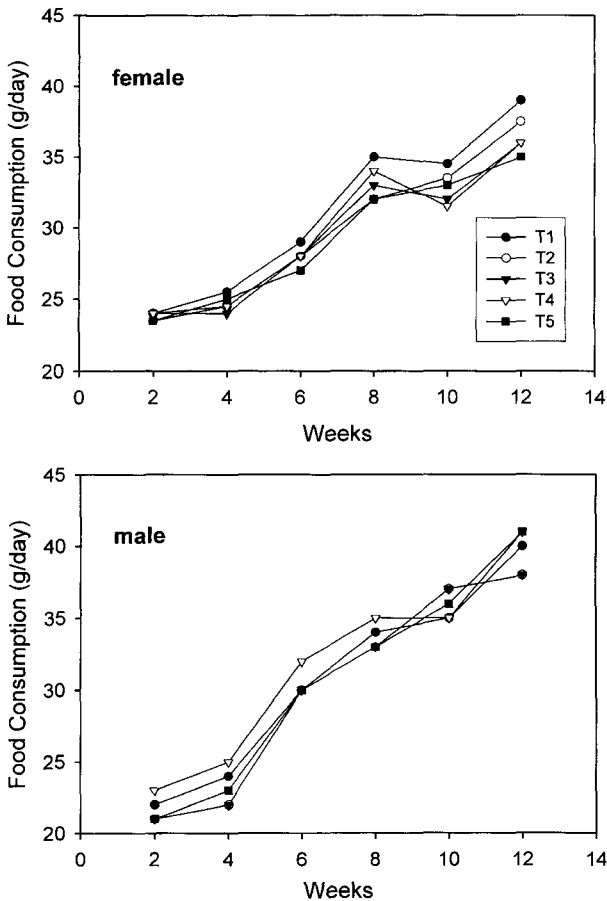 45
40
35
30
25
20
Food Consumption (g/day)
female
T1
T2
T3
T4
T5
0 2 4 6 8 10 12 14
Weeks
45
40
35
30
25
20
Food Consumption (g/day)
male
0 2 4 6 8 10 12 14
Weeks